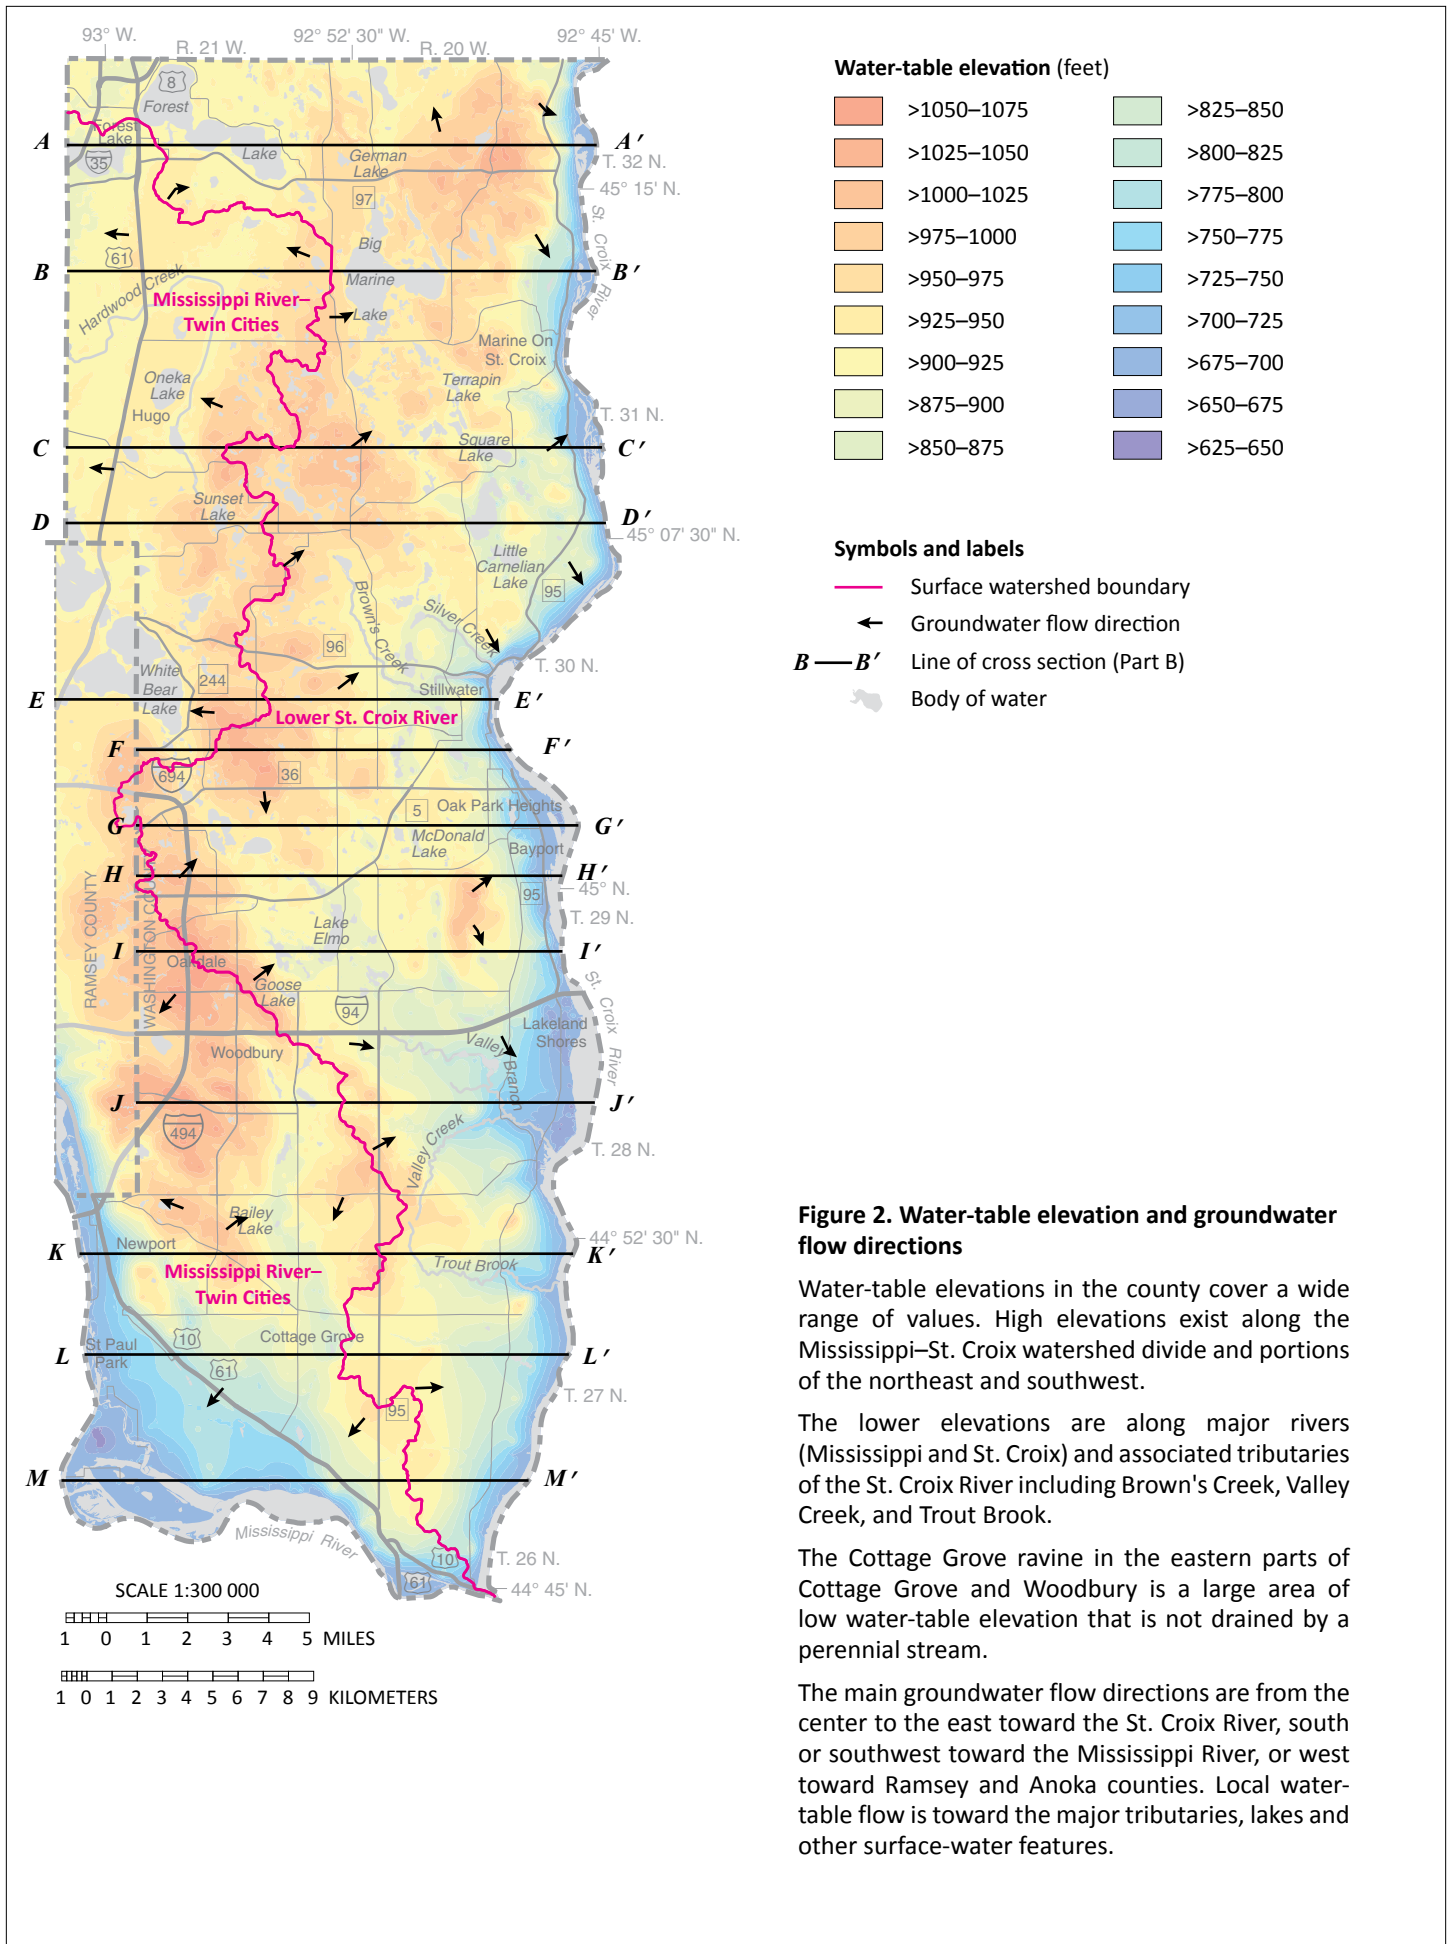 93° W.
R. 21 W.
92° 52' 30" W.
R. 20 W.
92° 45' W.
8
Forest
Forest
Lake
A
A'
Lake
German
Lake
35
T. 32 N.
45° 15' N.
97
St. Croix River
Big
61
B
B'
Marine
Hardwood Creek
Mississippi River–
Twin Cities
Lake
Marine On
St. Croix
Oneka
Lake
Terrapin
Lake
Hugo
T. 31 N.
C
C'
Square
Lake
Sunset
Lake
D
D'
45° 07' 30" N.
Little
Carnelian
Lake
95
Brown's Creek
Silver Creek
96
T. 30 N.
White
Bear
Lake
244
Stillwater
E
E'
Lower St. Croix River
F
F'
694
36
5
Oak Park Heights
G
G'
McDonald
Lake
Bayport
H
H'
45° N.
95
RAMSEY COUNTY
WASHINGTON COUNTY
T. 29 N.
Lake
Elmo
I
I'
Oakdale
Goose
Lake
St. Croix River
94
Lakeland
Shores
Woodbury
Valley Branch
J
J'
494
Valley Creek
T. 28 N.
Bailey
Lake
Newport
44° 52' 30" N.
K
K'
Trout Brook
Mississippi River–
Twin Cities
10
Cottage Grove
St Paul
Park
L
L'
61
T. 27 N.
95
M
M'
Mississippi River
10
T. 26 N.
61
44° 45' N.
SCALE 1:300 000
1 0 1 2 3 4 5 MILES
1 0 1 2 3 4 5 6 7 8 9 KILOMETERS
Water-table elevation (feet)
>1050–1075
>1025–1050
>1000–1025
>975–1000
>950–975
>925–950
>900–925
>875–900
>850–875
>825–850
>800–825
>775–800
>750–775
>725–750
>700–725
>675–700
>650–675
>625–650
Symbols and labels
Surface watershed boundary
Groundwater flow direction
B B' Line of cross section (Part B)
Body of water
Figure 2. Water-table elevation and groundwater
flow directions
Water-table elevations in the county cover a wide
range of values. High elevations exist along the
Mississippi–St. Croix watershed divide and portions
of the northeast and southwest.
The lower elevations are along major rivers
(Mississippi and St. Croix) and associated tributaries
of the St. Croix River including Brown's Creek, Valley
Creek, and Trout Brook.
The Cottage Grove ravine in the eastern parts of
Cottage Grove and Woodbury is a large area of
low water-table elevation that is not drained by a
perennial stream.
The main groundwater flow directions are from the
center to the east toward the St. Croix River, south
or southwest toward the Mississippi River, or west
toward Ramsey and Anoka counties. Local water-
table flow is toward the major tributaries, lakes and
other surface-water features.